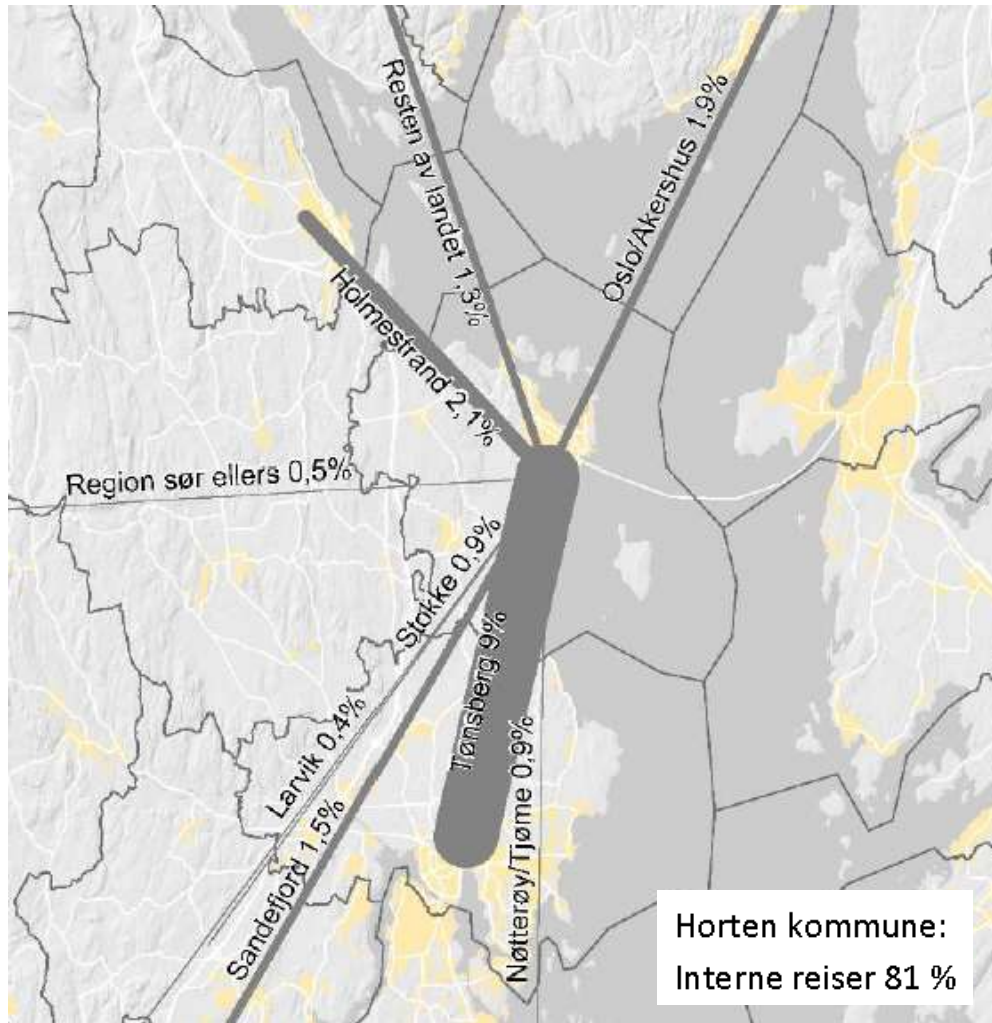 Resten av landet 1,3%
Oslo/Akershus 1,9%
Holmestrand 2,1%
Region sør ellers 0,5%
Stokke 0,9%
Tønsberg 9%
Larvik 0,4%
Sandefjord 1,5%
Nøtterøy/Tjøme 0,9%
Horten kommune:
Interne reiser 81 %